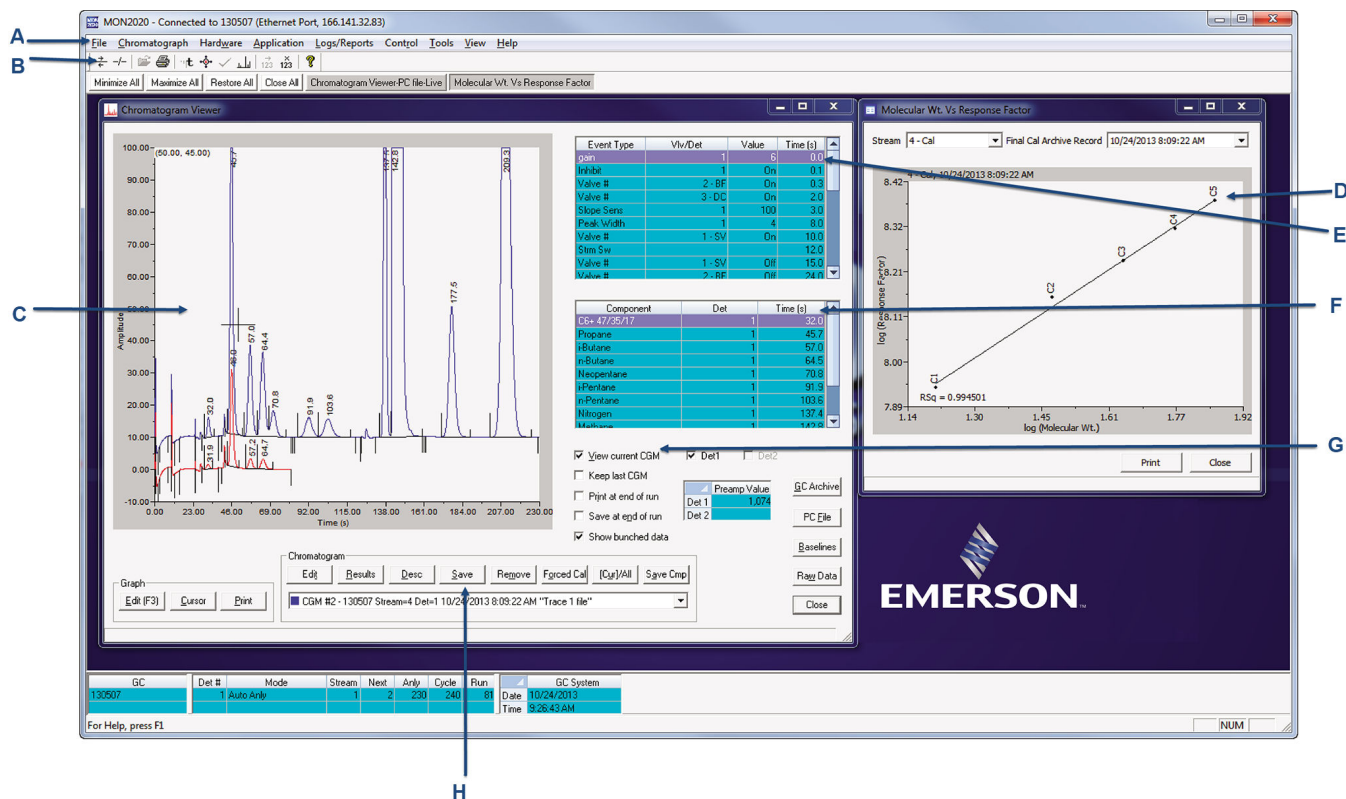 MON2020 - Connected to 130507 (Ethernet Port, 166.141.32.83)
A
File Chromatograph Hardware Application Logs/Reports Control Tools View Help
B
Minimize All Maximize All Restore All Close All Chromatogram Viewer-PC file-Live Molecular Wt. Vs Response Factor
Chromatogram Viewer
(50.00, 45.00)
100.00
90.00
80.00
70.00
60.00
50.00
40.00
30.00
20.00
10.00
0.00
-10.00
Amplitude
C
45.7
142.8
209.3
177.5
57.0
64.4
46.0
32.0
70.8
91.9
103.6
31.9
57.2
64.7
0.00 23.00 46.00 69.00 92.00 115.00 138.00 161.00 184.00 207.00 230.00
Time (s)
Event Type Vlv/Det Value Time (s)
gain 1 6 0.0
Inhibit 1 On 0.1
Valve # 2 - BF On 0.3
Valve # 3 - DC On 2.0
Slope Sens 1 100 3.0
Peak Width 1 4 8.0
Valve # 1 - SV On 10.0
Strm Sw 12.0
Valve # 1 - SV Off 15.0
Valve # 2 - BF Off 24.0
Component Det Time (s)
C6+ 47/35/17 1 32.0
Propane 1 45.7
i-Butane 1 57.0
n-Butane 1 64.5
Neopentane 1 70.8
i-Pentane 1 91.9
n-Pentane 1 103.6
Nitrogen 1 137.4
Methane 1 142.8
View current CGM Det1 Det2
Keep last CGM
Print at end of run
Save at end of run
Show bunched data
Preamp Value
Det 1 1,074
Det 2
GC Archive
PC File
Baselines
Raw Data
Close
Graph
Edit (F3) Cursor Print
Chromatogram
Edit Results Desc Save Remove Forced Cal [Cur]/All Save Cmp
CGM #2 - 130507 Stream=4 Det=1 10/24/2013 8:09:22 AM "Trace 1 file"
Molecular Wt. Vs Response Factor
Stream 4 - Cal Final Cal Archive Record 10/24/2013 8:09:22 AM
4 - Cal, 10/24/2013 8:09:22 AM
8.42
8.32
8.21
8.11
8.00
7.89
log (Response Factor)
C1
C2
C3
C4
C5
RSq = 0.994501
1.14 1.30 1.45 1.61 1.77 1.92
log (Molecular Wt.)
Print Close
D
E
F
G
EMERSON
GC
130507
Det # Mode Stream Next Anly Cycle Run
1 Auto Anly 1 2 230 240 81
GC System
Date 10/24/2013
Time 9:26:43 AM
For Help, press F1
NUM
H